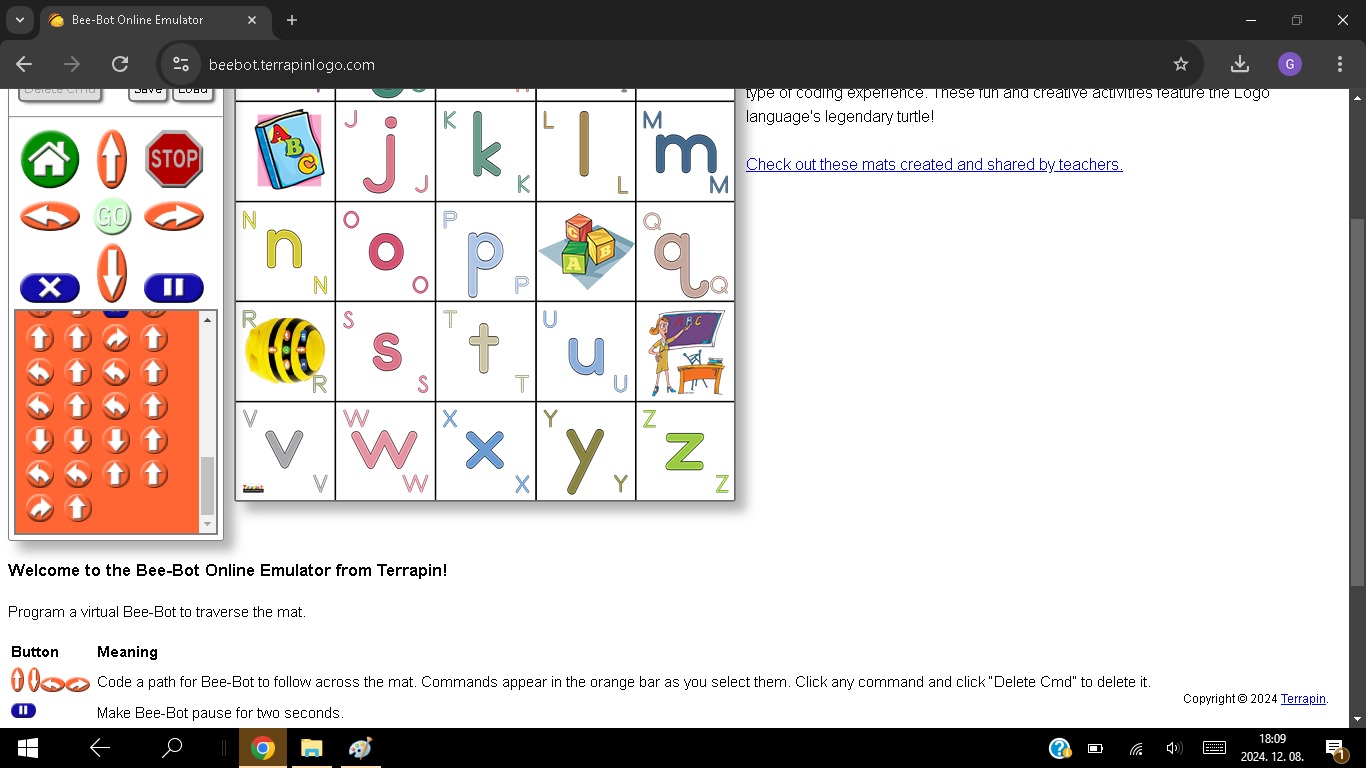 Bee-Bot Online Emulator
beebot.terrapinlogo.com
G
Delete Cmd
Save
Load
type of coding experience. These fun and creative activities feature the Logo
language's legendary turtle!
Check out these mats created and shared by teachers.
STOP
GO
A B C
J j J
K k K
L l L
M m M
N n N
O o O
P p P
C B A
Q q Q
R R
S s S
T t T
U u U
A B C
V v V
W w W
X x X
Y y Y
Z z Z
Welcome to the Bee-Bot Online Emulator from Terrapin!
Program a virtual Bee-Bot to traverse the mat.
Button Meaning
Code a path for Bee-Bot to follow across the mat. Commands appear in the orange bar as you select them. Click any command and click "Delete Cmd" to delete it.
Copyright © 2024 Terrapin.
Make Bee-Bot pause for two seconds.
18:09
2024. 12. 08.
1